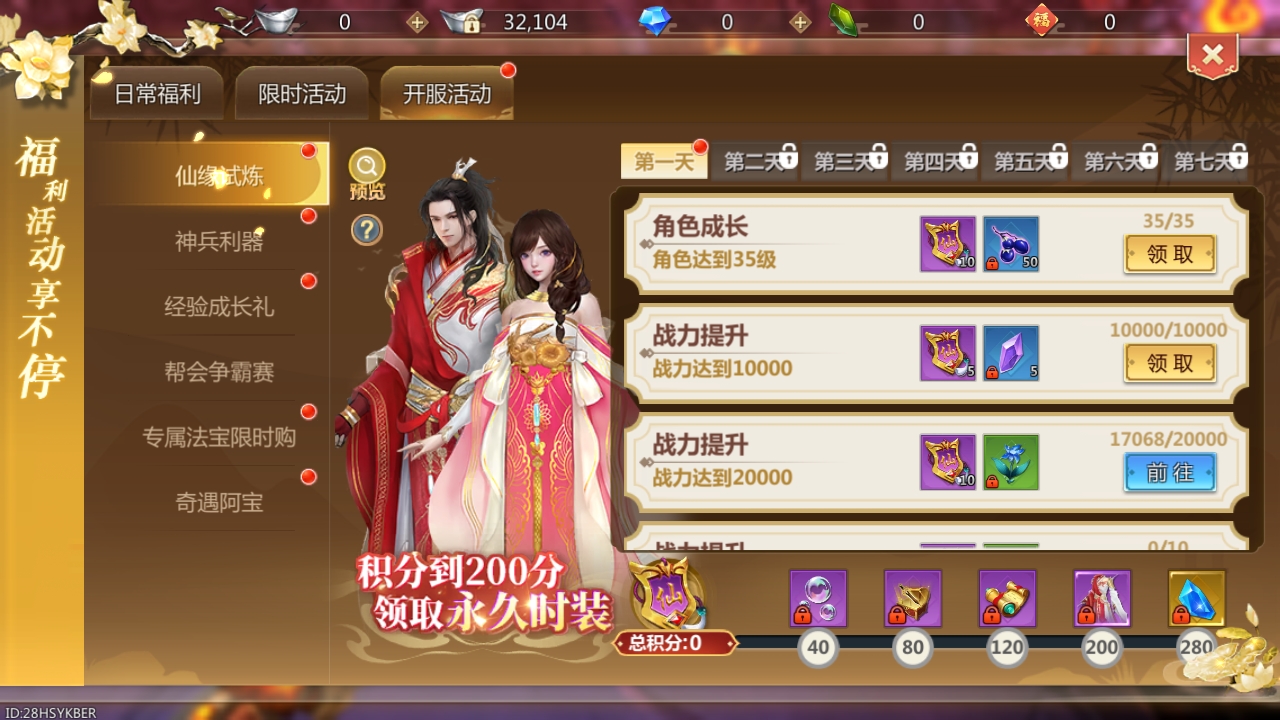 0
32,104
0
0
福
0
日常福利
限时活动
开服活动
福利活动享不停
仙缘试炼
神兵利器
经验成长礼
帮会争霸赛
专属法宝限时购
奇遇阿宝
预览
?
第一天
第二天
第三天
第四天
第五天
第六天
第七天
角色成长
角色达到35级
仙
10
50
35/35
领取
战力提升
战力达到10000
仙
5
5
10000/10000
领取
战力提升
战力达到20000
仙
10
17068/20000
前往
战力提升
0/10
积分到200分
领取永久时装
仙
总积分:0
40
80
120
200
280
ID:28HSYKBER